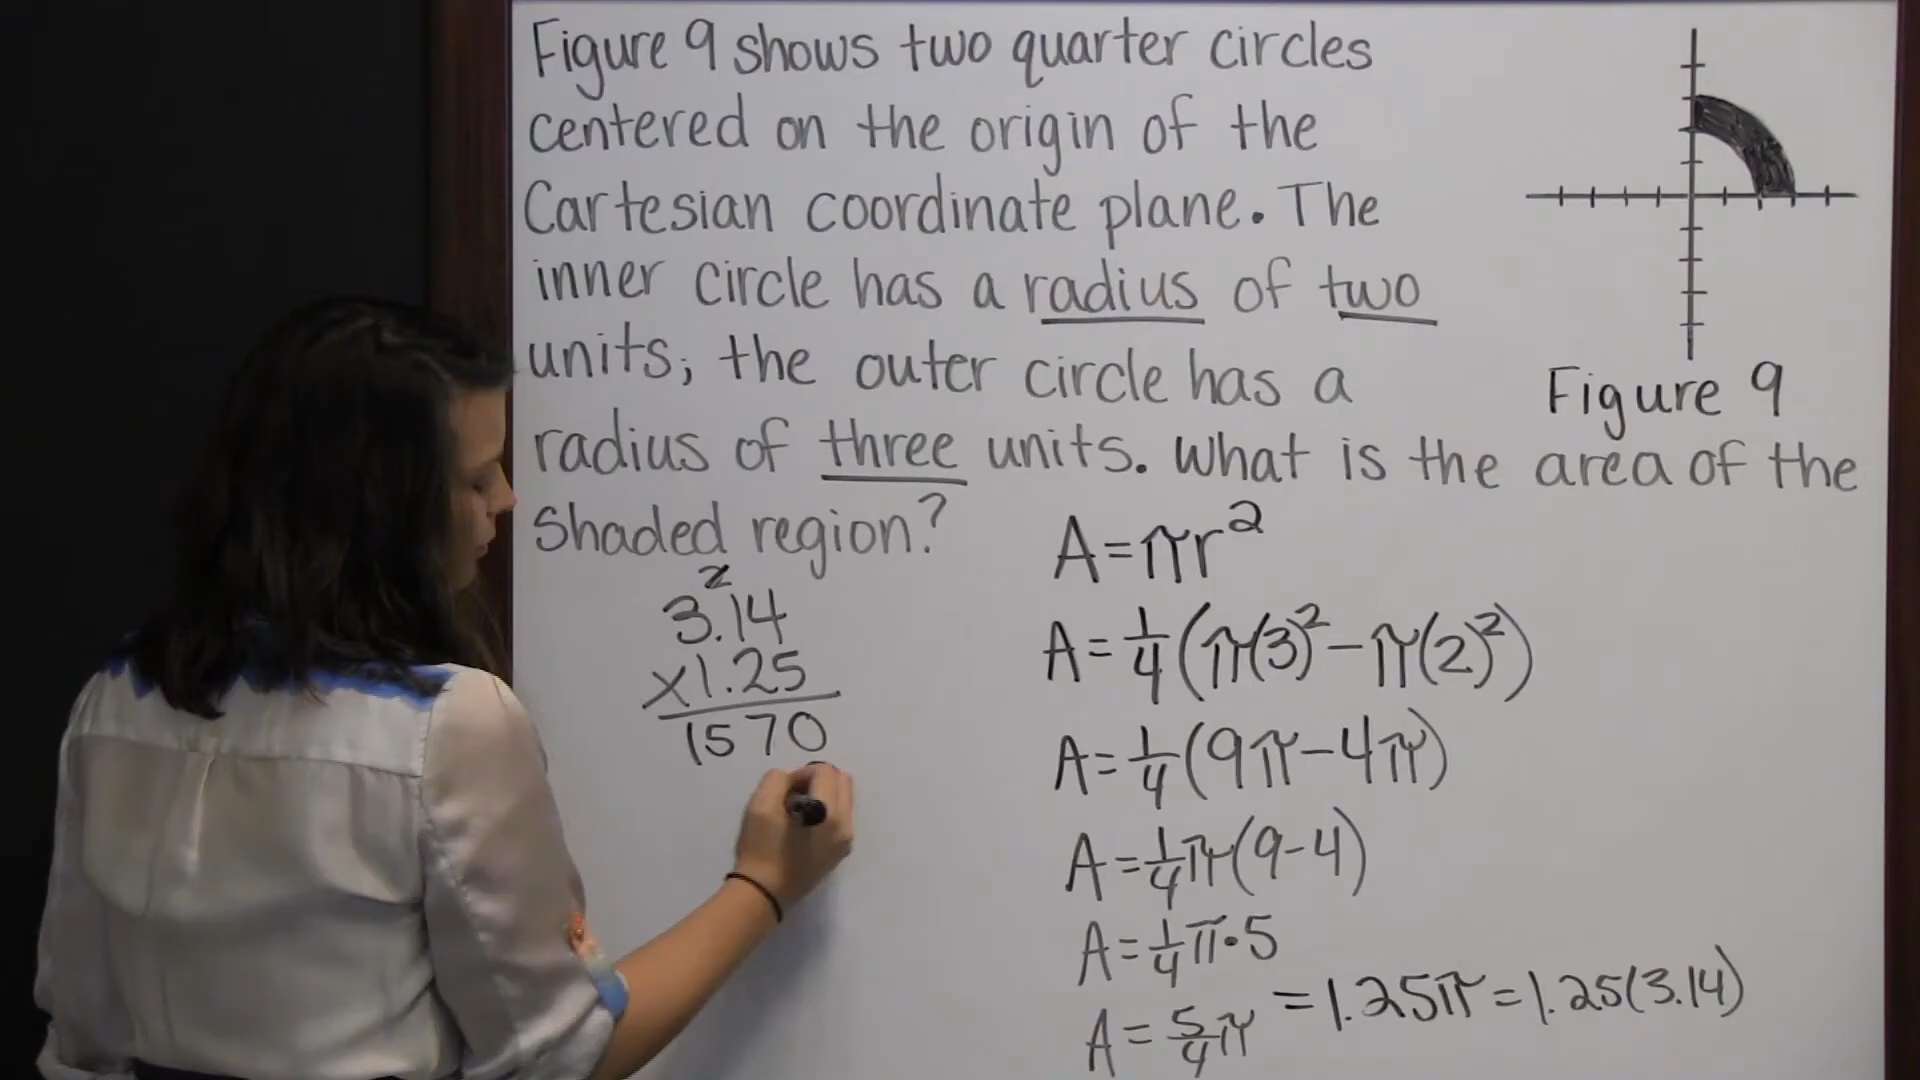 Figure 9 shows two quarter circles
centered on the origin of the
Cartesian coordinate plane. The
inner circle has a radius of two
units; the outer circle has a
radius of three units. What is the area of the
shaded region?
Figure 9
2
3.14
×1.25
1570
A=πr²
A=1/4(π(3)²-π(2)²)
A=1/4(9π-4π)
A=1/4π(9-4)
A=1/4π·5
A=5/4π =1.25π=1.25(3.14)